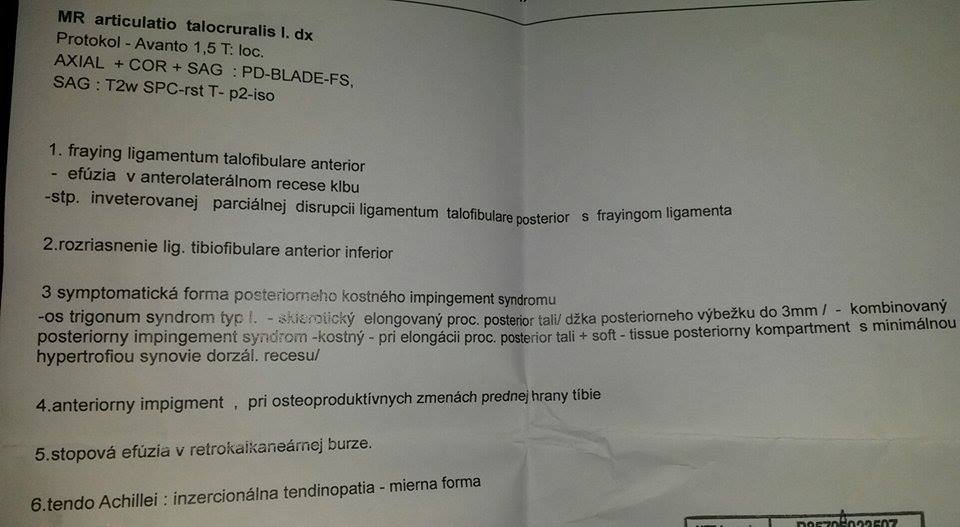 MR articulatio talocruralis l. dx
Protokol - Avanto 1,5 T: loc.
AXIAL + COR + SAG : PD-BLADE-FS,
SAG : T2w SPC-rst T- p2-iso
1. fraying ligamentum talofibulare anterior
- efúzia v anterolaterálnom recese klbu
-stp. inveterovanej parciálnej disrupcii ligamentum talofibulare posterior s frayingom ligamenta
2.rozriasnenie lig. tibiofibulare anterior inferior
3 symptomatická forma posteriorneho kostného impingement syndromu
-os trigonum syndrom typ I. - sklerotický elongovaný proc. posterior tali/ džka posteriorneho výbežku do 3mm / - kombinovaný
posteriorny impingement syndrom -kostný - pri elongácii proc. posterior tali + soft - tissue posteriorny kompartment s minimálnou
hypertrofiou synovie dorzál. recesu/
4.anteriorny impigment , pri osteoproduktívnych zmenách prednej hrany tíbie
5.stopová efúzia v retrokalkaneárnej burze.
6.tendo Achillei : inzercionálna tendinopatia - mierna forma